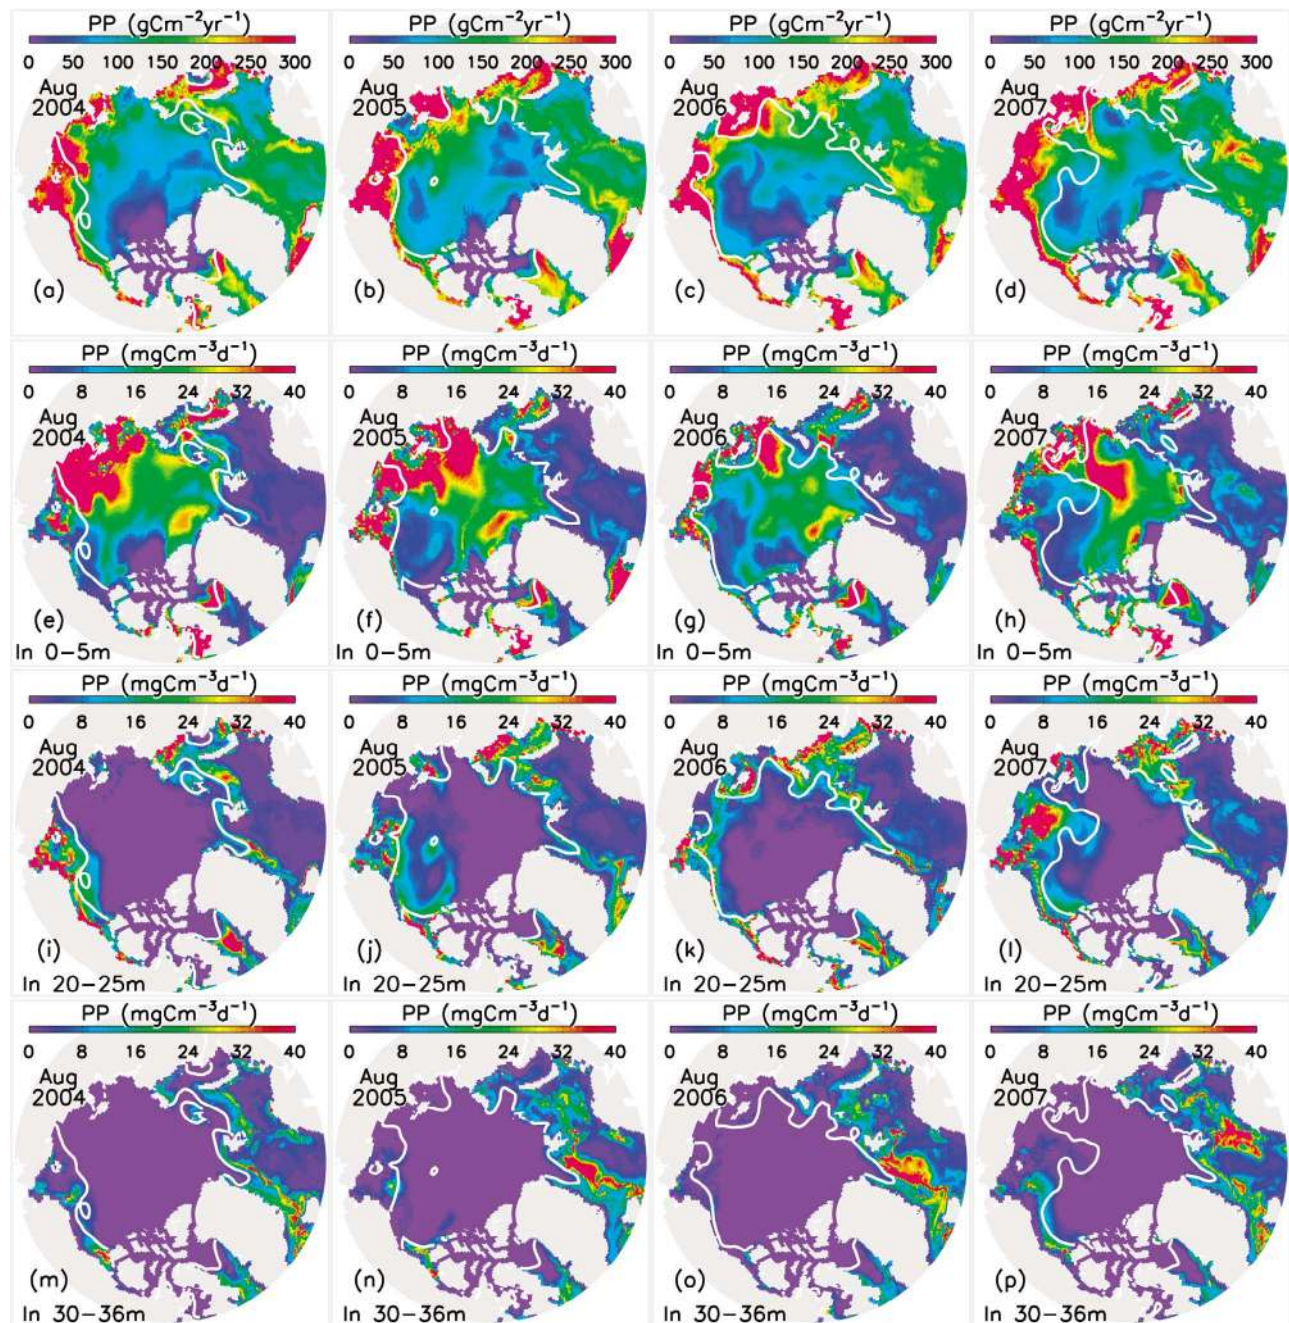 PP (gCm⁻²yr⁻¹) PP (gCm⁻²yr⁻¹) PP (gCm⁻²yr⁻¹) PP (gCm⁻²yr⁻¹)
0 50 100 150 200 300 0 50 100 150 200 300 0 50 100 150 200 300 0 50 100 150 200 300
Aug Aug Aug Aug
2004 2005 2006 2007
(a) (b) (c) (d)
PP (mgCm⁻³d⁻¹) PP (mgCm⁻³d⁻¹) PP (mgCm⁻³d⁻¹) PP (mgCm⁻³d⁻¹)
0 8 16 24 32 40 0 8 16 24 32 40 0 8 16 24 32 40 0 8 16 24 32 40
Aug Aug Aug Aug
2004 2005 2006 2007
(e) (f) (g) (h)
In 0−5m In 0−5m In 0−5m In 0−5m
PP (mgCm⁻³d⁻¹) PP (mgCm⁻³d⁻¹) PP (mgCm⁻³d⁻¹) PP (mgCm⁻³d⁻¹)
0 8 16 24 32 40 0 8 16 24 32 40 0 8 16 24 32 40 0 8 16 24 32 40
Aug Aug Aug Aug
2004 2005 2006 2007
(i) (j) (k) (l)
In 20−25m In 20−25m In 20−25m In 20−25m
PP (mgCm⁻³d⁻¹) PP (mgCm⁻³d⁻¹) PP (mgCm⁻³d⁻¹) PP (mgCm⁻³d⁻¹)
0 8 16 24 32 40 0 8 16 24 32 40 0 8 16 24 32 40 0 8 16 24 32 40
Aug Aug Aug Aug
2004 2005 2006 2007
(m) (n) (o) (p)
In 30−36m In 30−36m In 30−36m In 30−36m